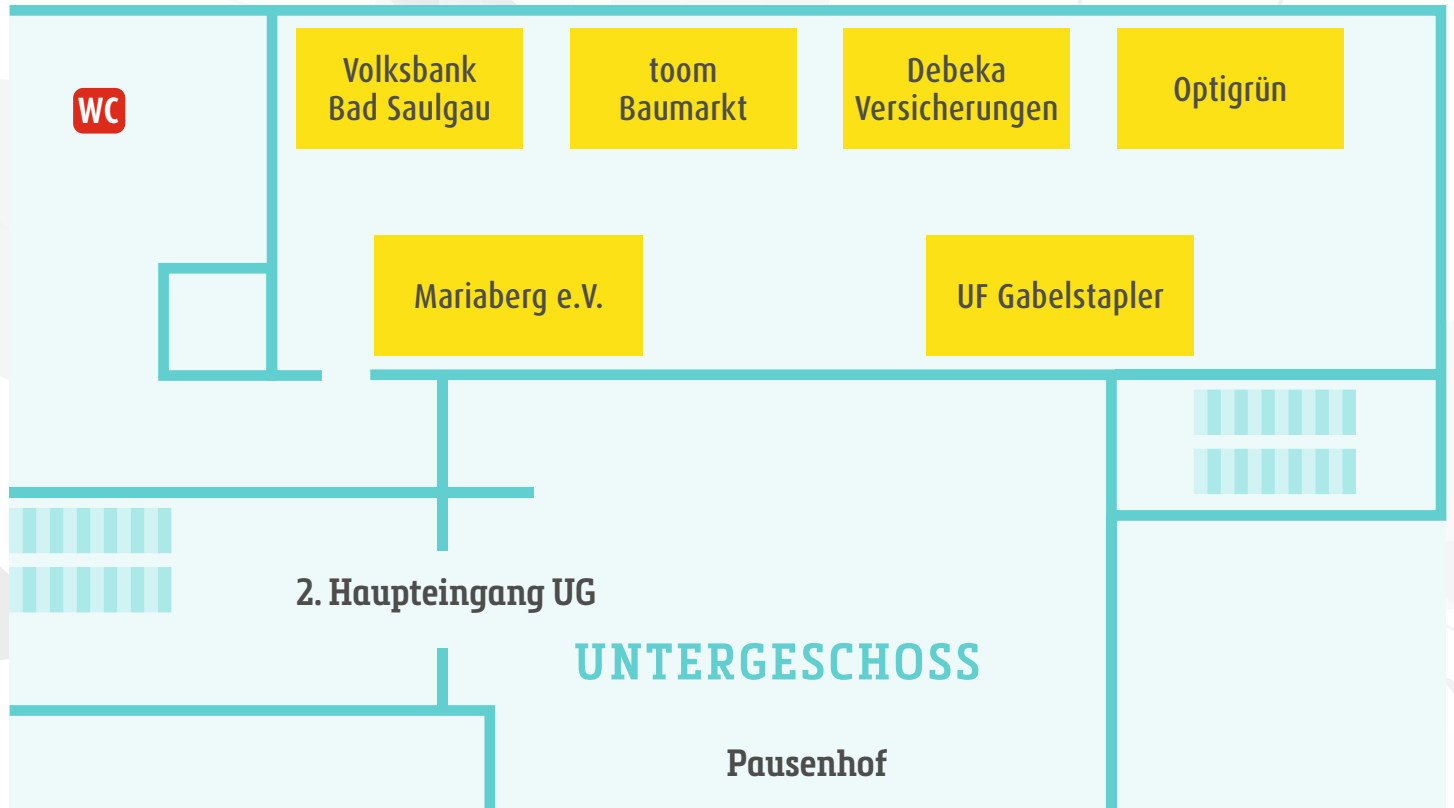 WC
Volksbank
Bad Saulgau
toom
Baumarkt
Debeka
Versicherungen
Optigrün
Mariaberg e.V.
UF Gabelstapler
2. Haupteingang UG
UNTERGESCHOSS
Pausenhof